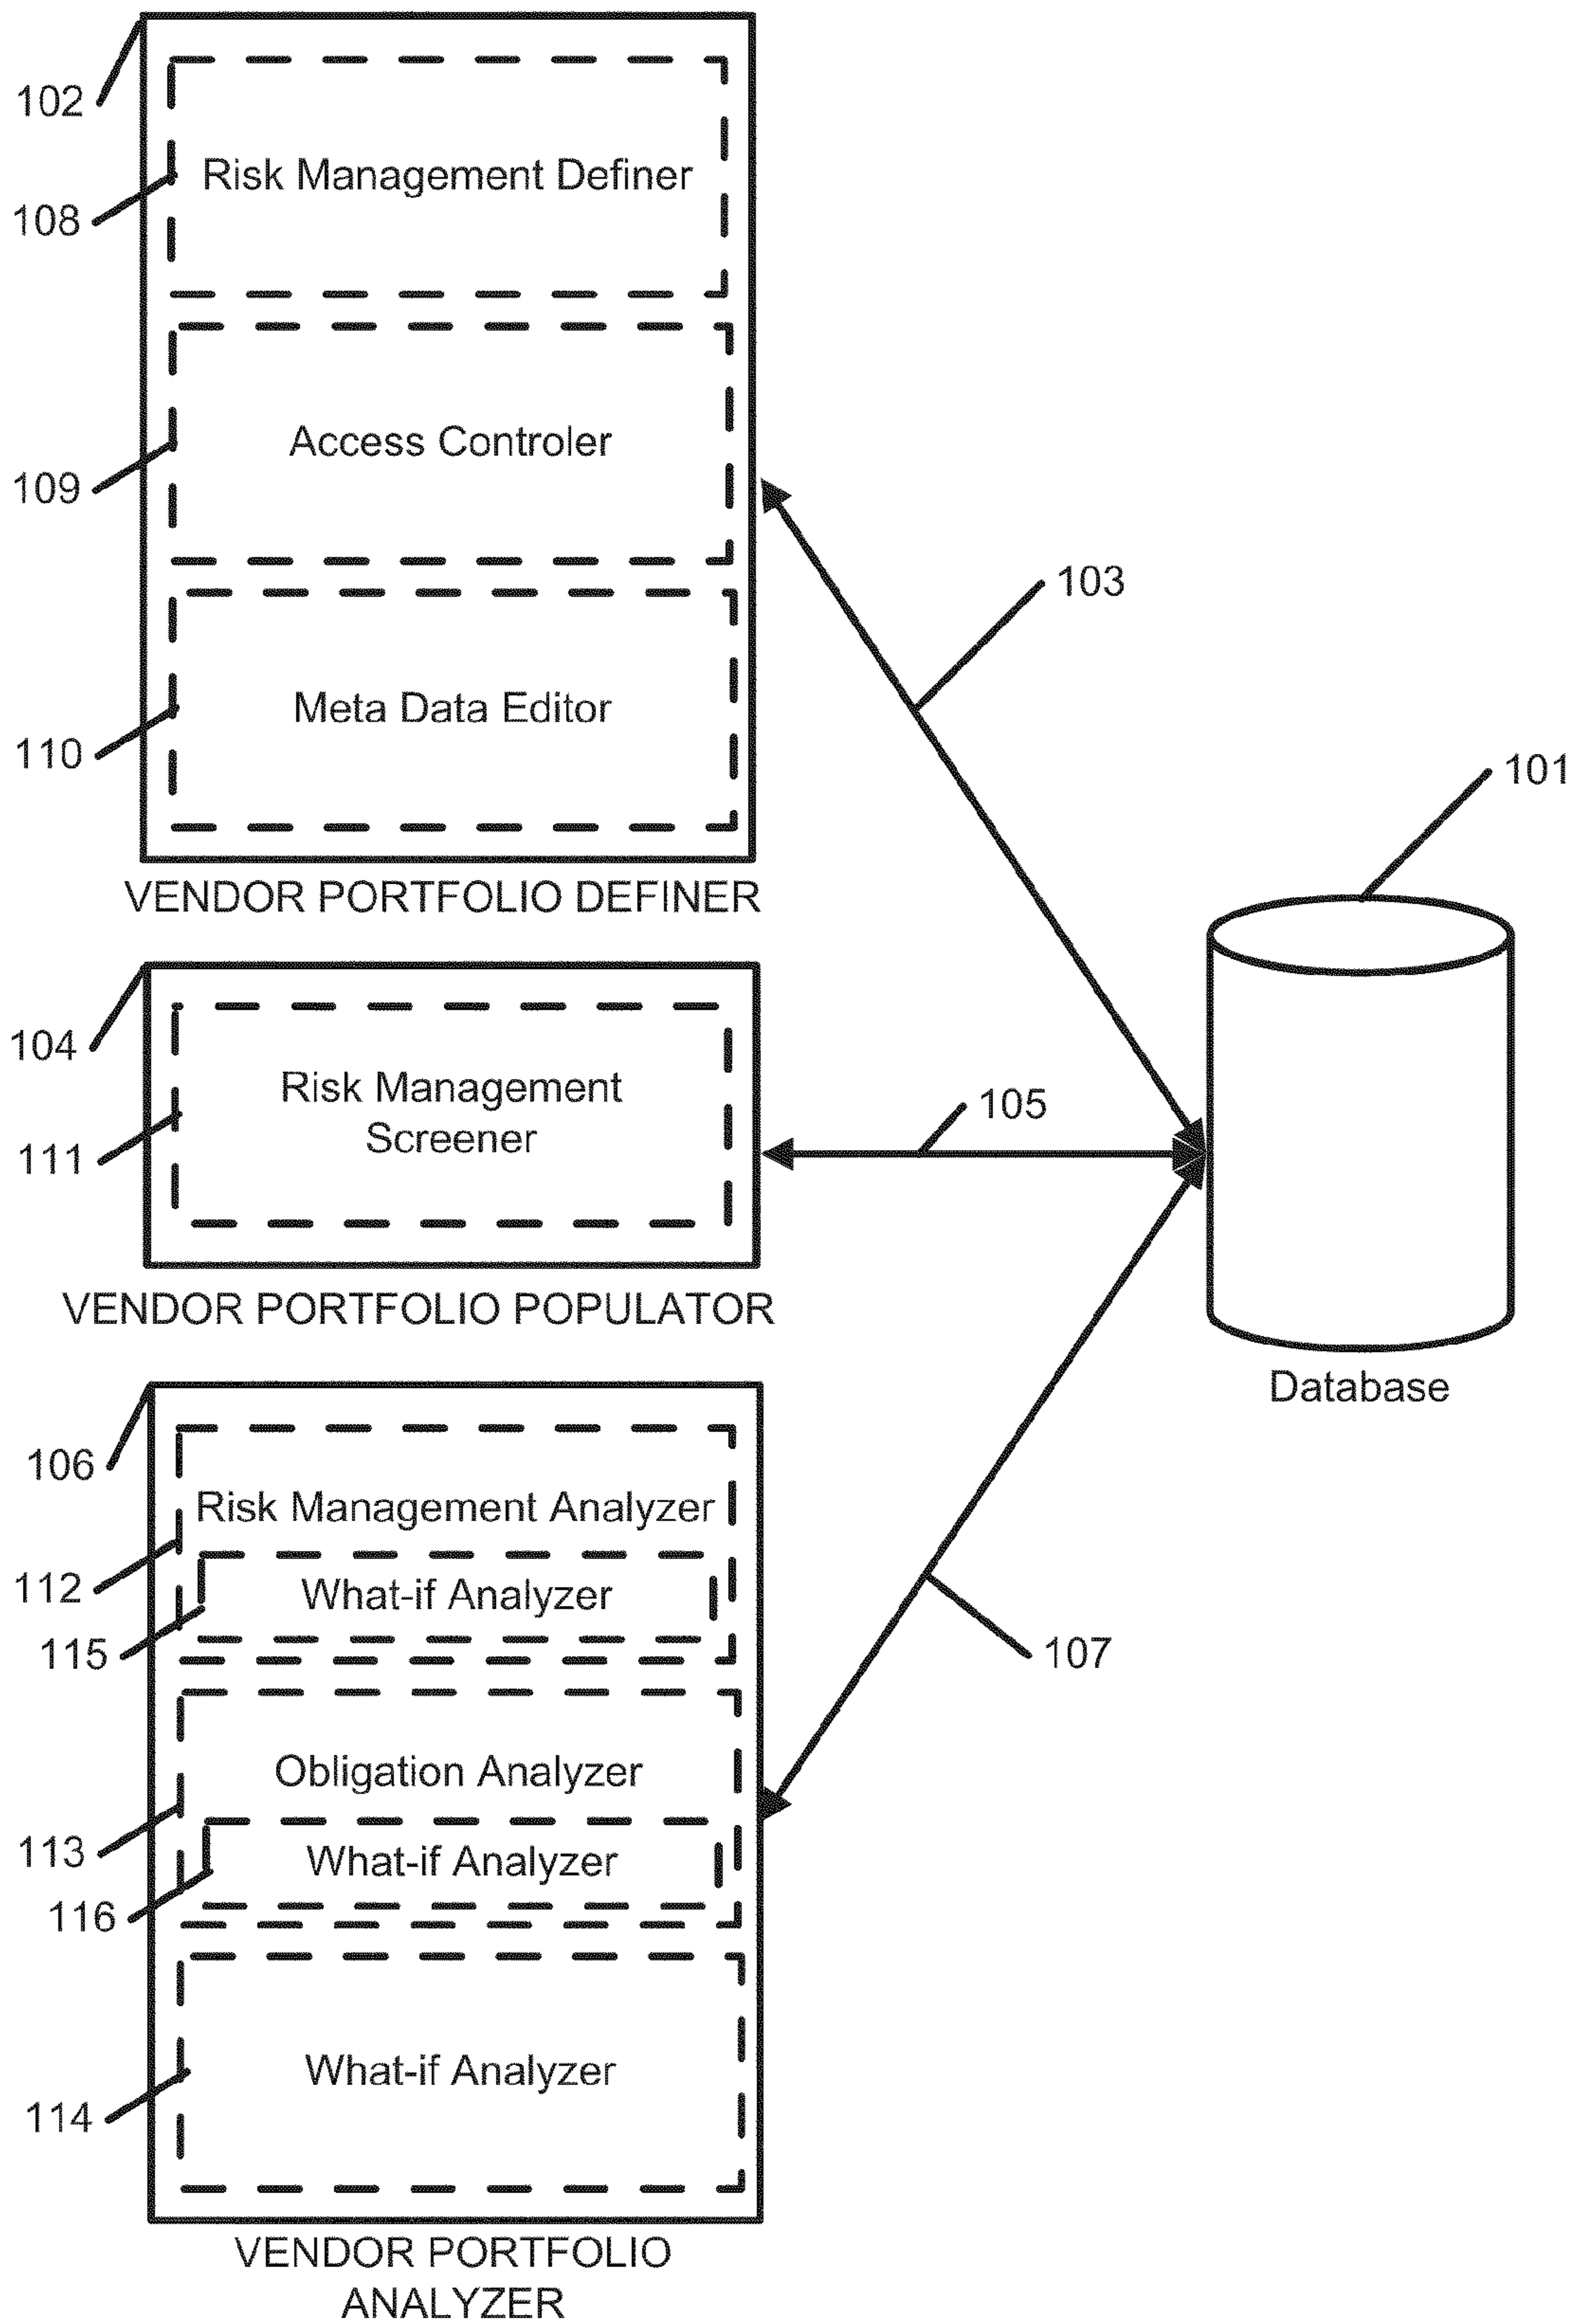 102
Risk Management Definer
108
Access Controler
109
103
Meta Data Editor
110
101
VENDOR PORTFOLIO DEFINER
104
Risk Management
Screener
105
111
VENDOR PORTFOLIO POPULATOR
Database
106
Risk Management Analyzer
112
What-if Analyzer
115
107
Obligation Analyzer
113
What-if Analyzer
116
What-if Analyzer
114
VENDOR PORTFOLIO
ANALYZER